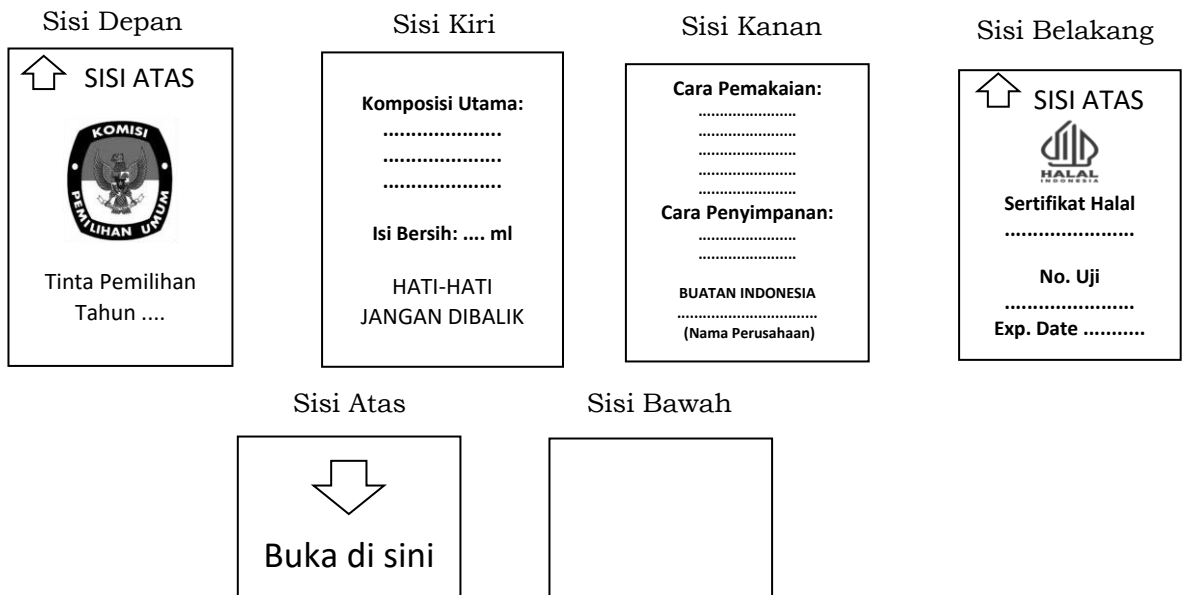 Sisi Depan
SISI ATAS
KOMISI
PEMILIHAN UMUM
Tinta Pemilihan
Tahun ....
Sisi Kiri
Komposisi Utama:
.....................
.....................
.....................
Isi Bersih: .... ml
HATI-HATI
JANGAN DIBALIK
Sisi Kanan
Cara Pemakaian:
.......................
.......................
.......................
.......................
.......................
Cara Penyimpanan:
.......................
.......................
BUATAN INDONESIA
.................................
(Nama Perusahaan)
Sisi Belakang
SISI ATAS
HALAL
INDONESIA
Sertifikat Halal
.......................
No. Uji
.......................
Exp. Date ...........
Sisi Atas
Buka di sini
Sisi Bawah